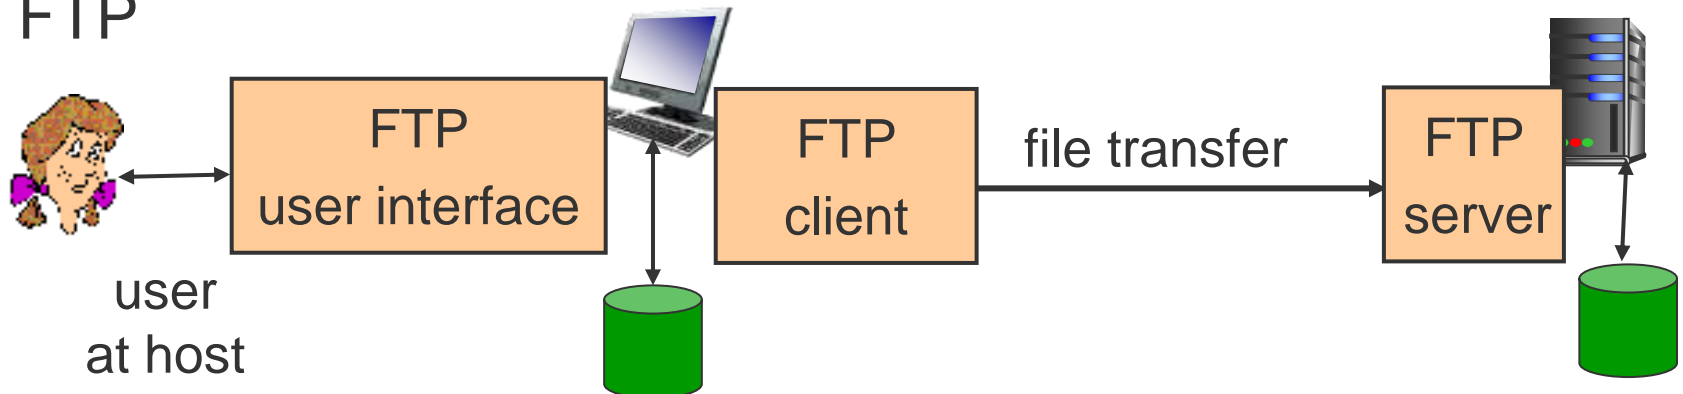 FTP
FTP
user interface
FTP
client
file transfer
FTP
server
user
at host